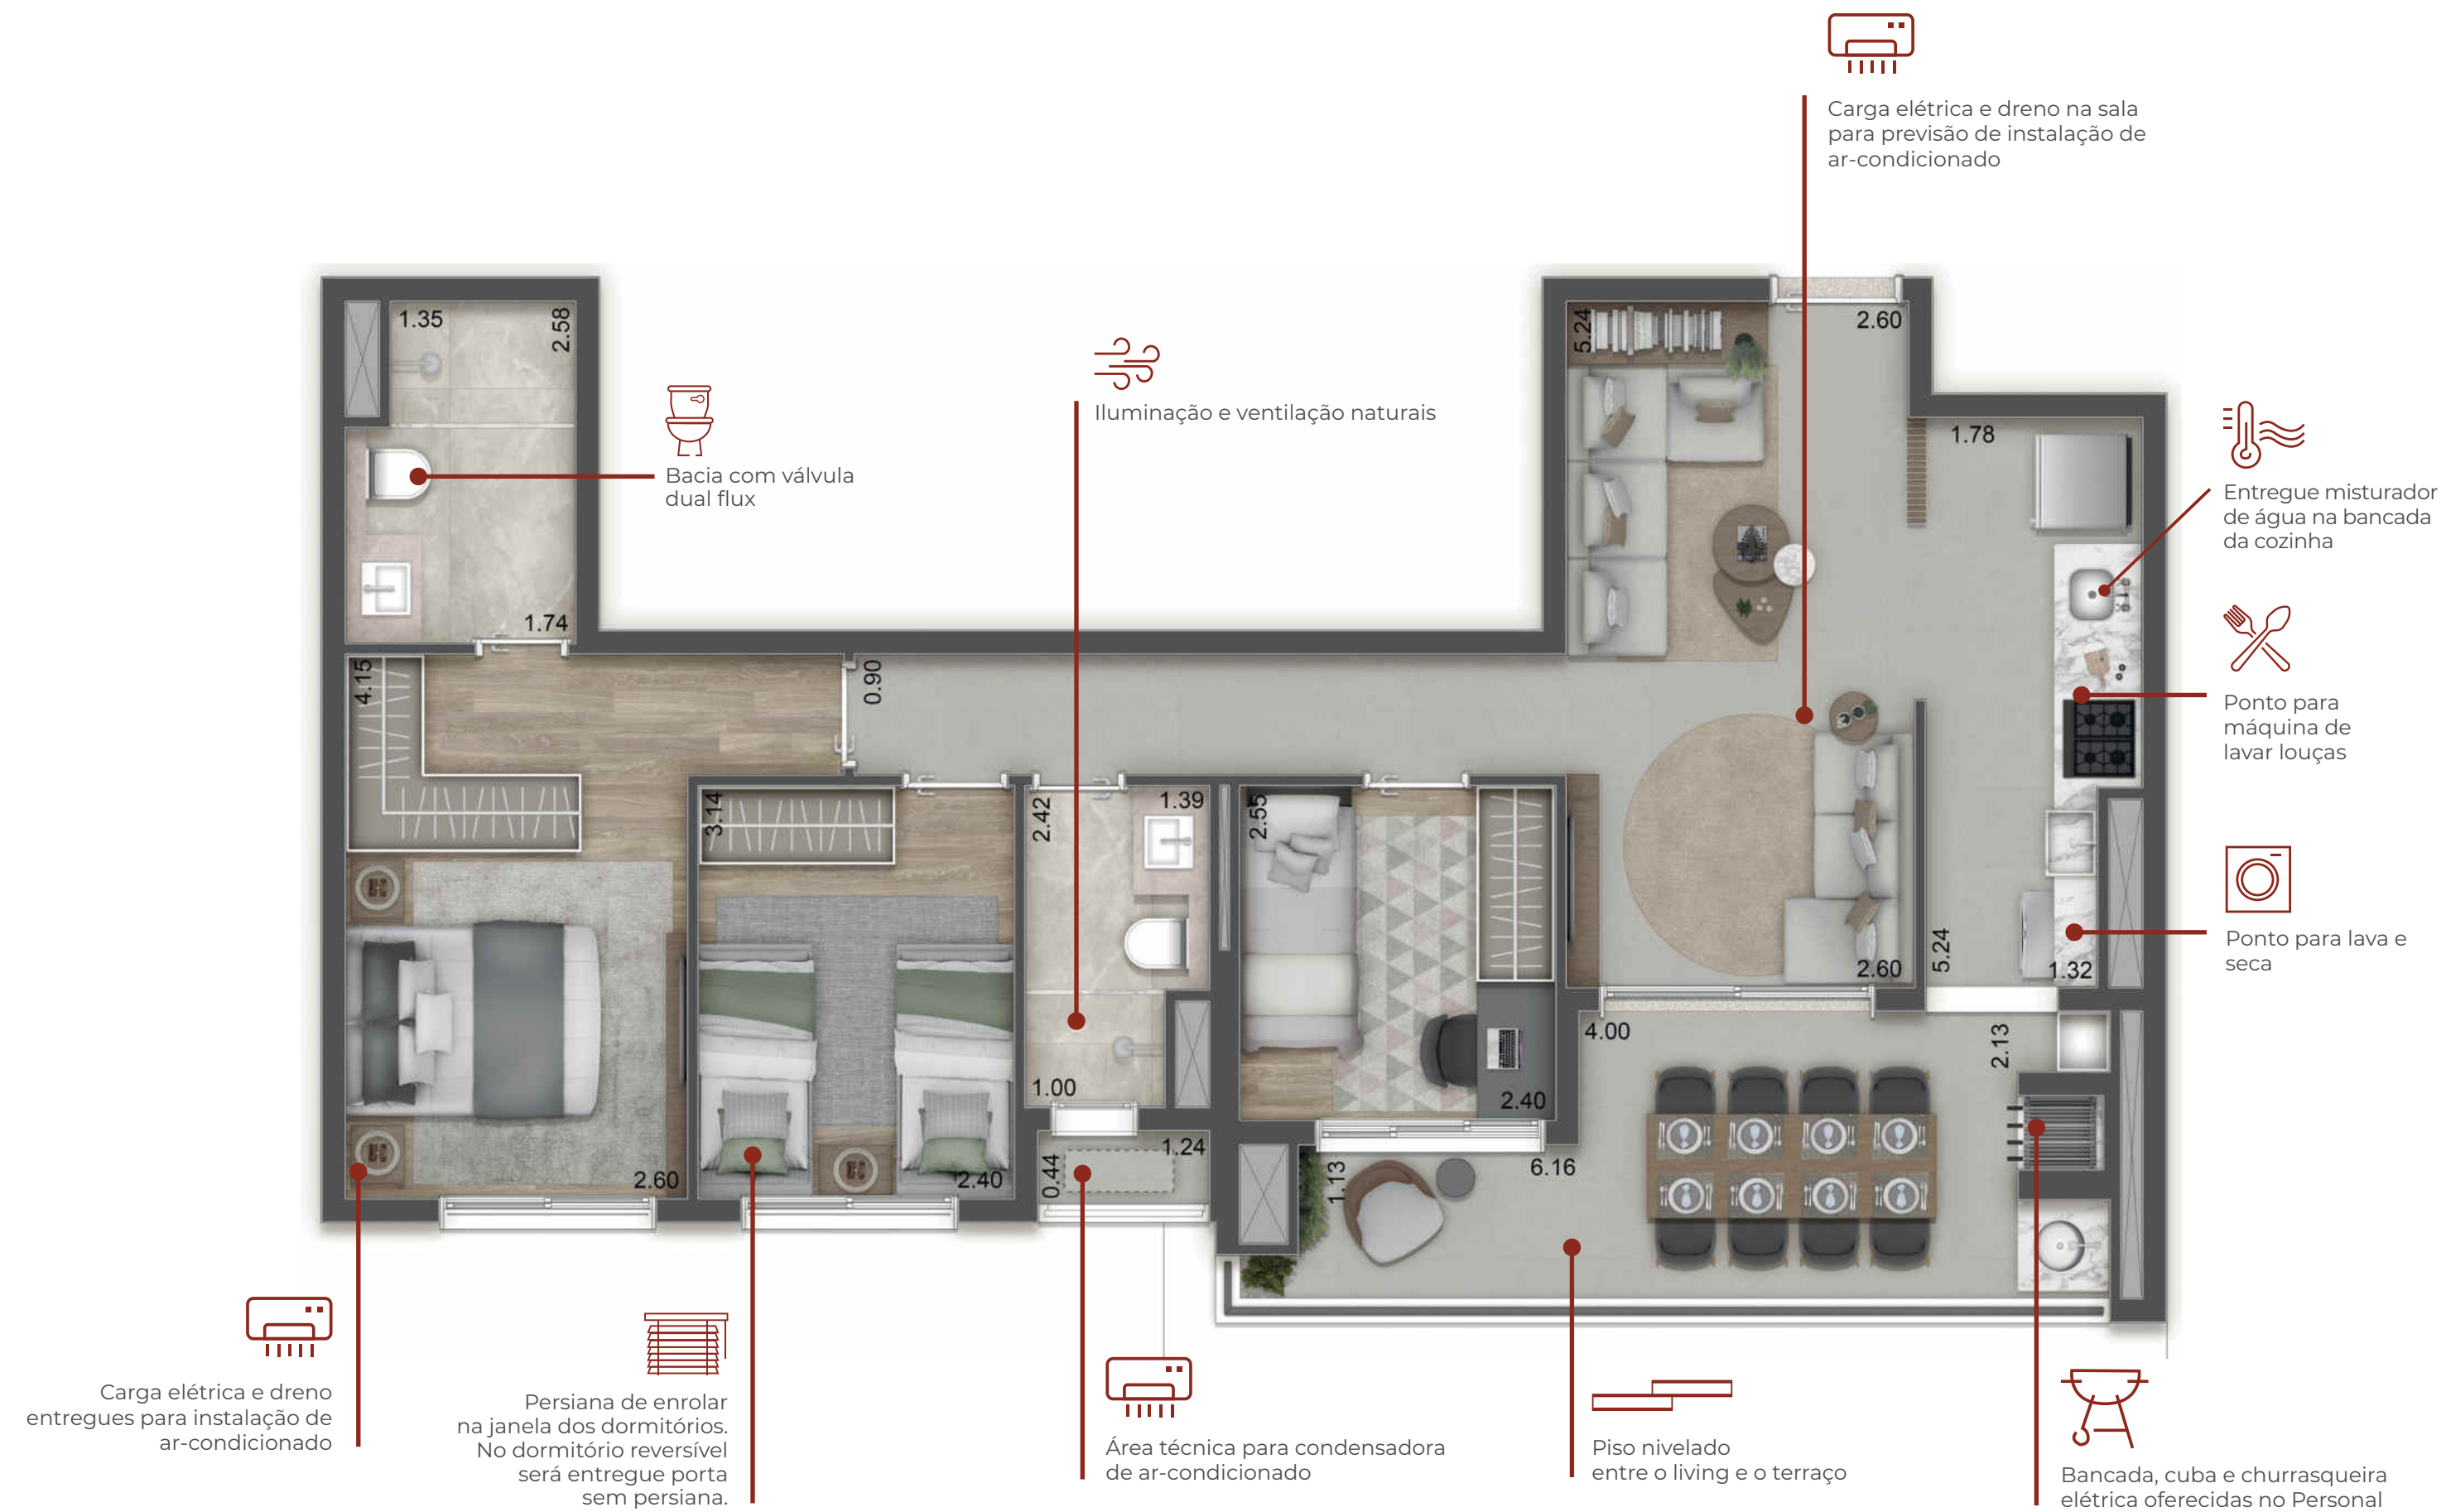 Carga elétrica e dreno na sala
para previsão de instalação de
ar-condicionado
1.35
2.58
5.24
2.60
Iluminação e ventilação naturais
1.78
Bacia com válvula
dual flux
Entregue misturador
de água na bancada
da cozinha
1.74
4.15
0.90
Ponto para
máquina de
lavar louças
3.14
2.42
1.39
2.55
Ponto para lava e
seca
5.24
2.60
1.32
4.00
2.13
1.00
2.40
1.24
0.44
1.13
6.16
2.60
2.40
Carga elétrica e dreno
entregues para instalação de
ar-condicionado
Persiana de enrolar
na janela dos dormitórios.
No dormitório reversível
será entregue porta
sem persiana.
Área técnica para condensadora
de ar-condicionado
Piso nivelado
entre o living e o terraço
Bancada, cuba e churrasqueira
elétrica oferecidas no Personal